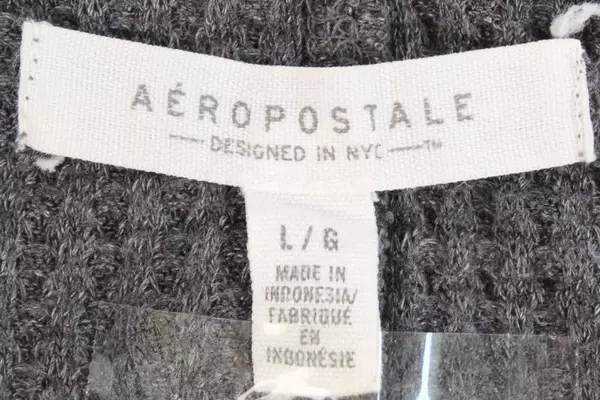 AÉROPOSTALE
— DESIGNED IN NYC —™
L / G
MADE IN
INDONESIA/
FABRIQUÉ
EN
INDONÉSIE